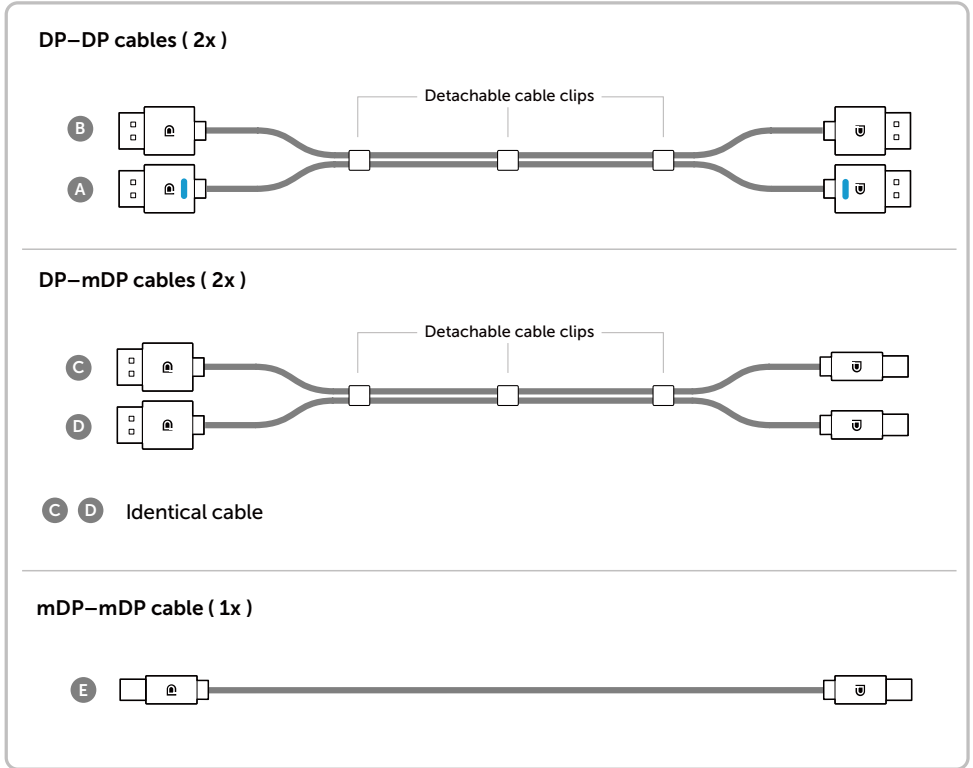 DP–DP cables ( 2x )
Detachable cable clips
B
A
DP–mDP cables ( 2x )
Detachable cable clips
C
D
C D Identical cable
mDP–mDP cable ( 1x )
E